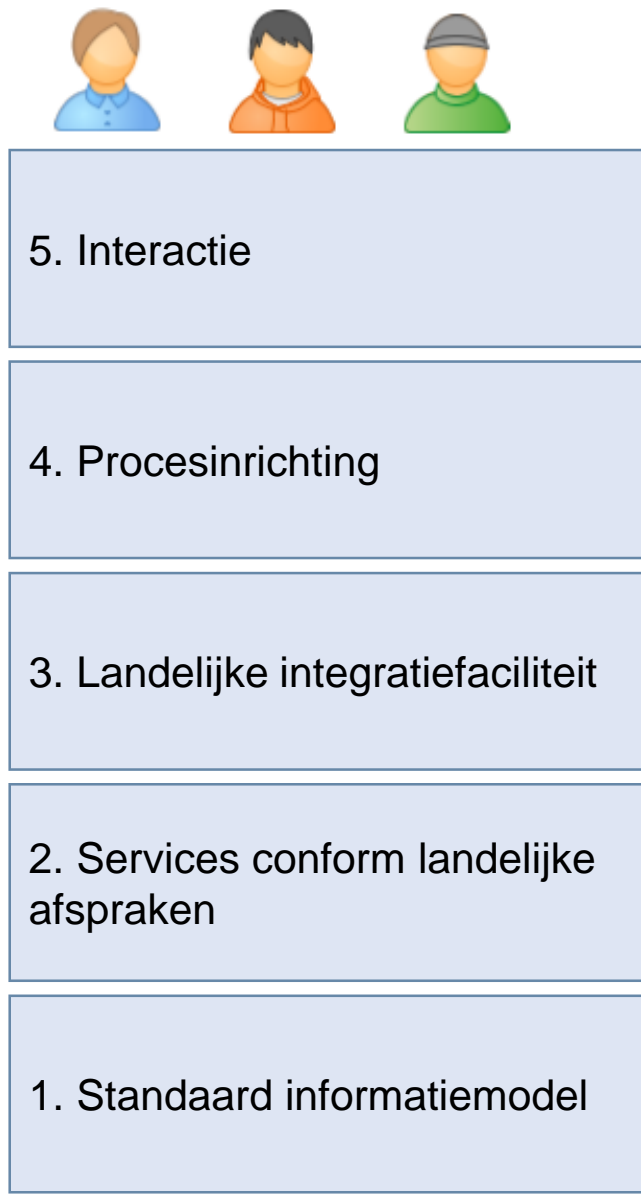 5. Interactie
4. Procesinrichting
3. Landelijke integratiefaciliteit
2. Services conform landelijke
afspraken
1. Standaard informatiemodel